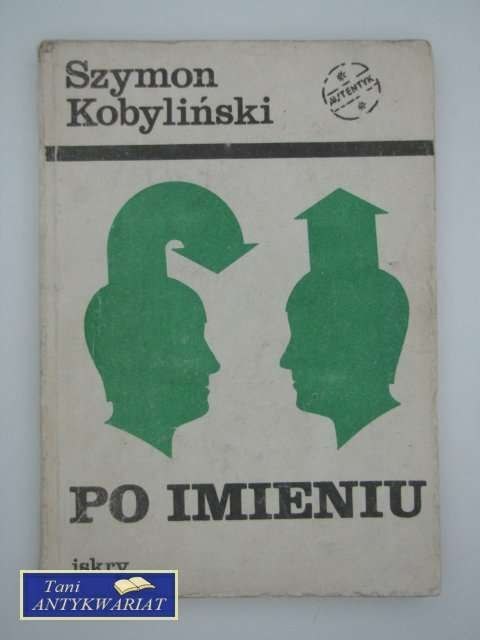 Szymon
Kobyliński
AUTENTYK
PO IMIENIU
iskry
Tani
ANTYKWARIAT